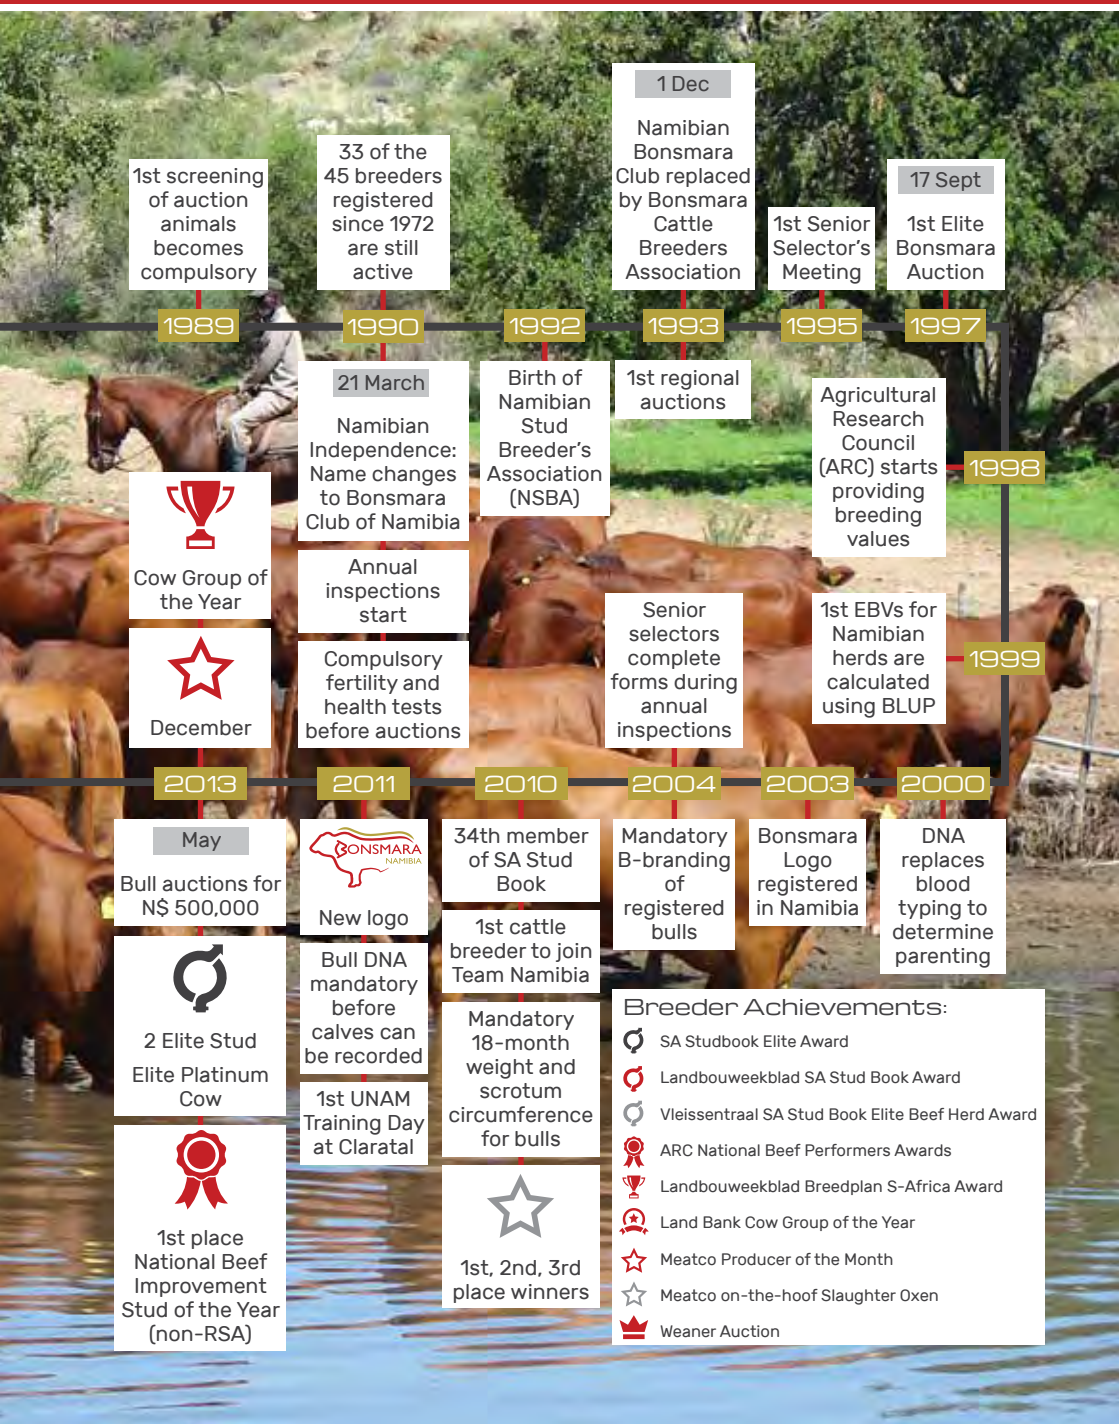 1st screening
of auction
animals
becomes
compulsory
1989
33 of the
45 breeders
registered
since 1972
are still
active
1990
21 March
Namibian
Independence:
Name changes
to Bonsmara
Club of Namibia
Annual
inspections
start
Compulsory
fertility and
health tests
before auctions
1992
Birth of
Namibian
Stud
Breeder's
Association
(NSBA)
1 Dec
Namibian
Bonsmara
Club replaced
by Bonsmara
Cattle
Breeders
Association
1993
1st regional
auctions
1st Senior
Selector's
Meeting
1995
17 Sept
1st Elite
Bonsmara
Auction
1997
Agricultural
Research
Council
(ARC) starts
providing
breeding
values
1998
1st EBVs for
Namibian
herds are
calculated
using BLUP
1999
2000
DNA
replaces
blood
typing to
determine
parenting
2003
Bonsmara
Logo
registered
in Namibia
Senior
selectors
complete
forms during
annual
inspections
2004
Mandatory
B-branding
of
registered
bulls
2010
34th member
of SA Stud
Book
1st cattle
breeder to join
Team Namibia
Mandatory
18-month
weight and
scrotum
circumference
for bulls
1st, 2nd, 3rd
place winners
2011
BONSMARA
NAMIBIA
New logo
Bull DNA
mandatory
before
calves can
be recorded
1st UNAM
Training Day
at Claratal
Cow Group of
the Year
December
2013
May
Bull auctions for
N$ 500,000
2 Elite Stud
Elite Platinum
Cow
1st place
National Beef
Improvement
Stud of the Year
(non-RSA)
Breeder Achievements:
SA Studbook Elite Award
Landbouweekblad SA Stud Book Award
Vleissentraal SA Stud Book Elite Beef Herd Award
ARC National Beef Performers Awards
Landbouweekblad Breedplan S-Africa Award
Land Bank Cow Group of the Year
Meatco Producer of the Month
Meatco on-the-hoof Slaughter Oxen
Weaner Auction